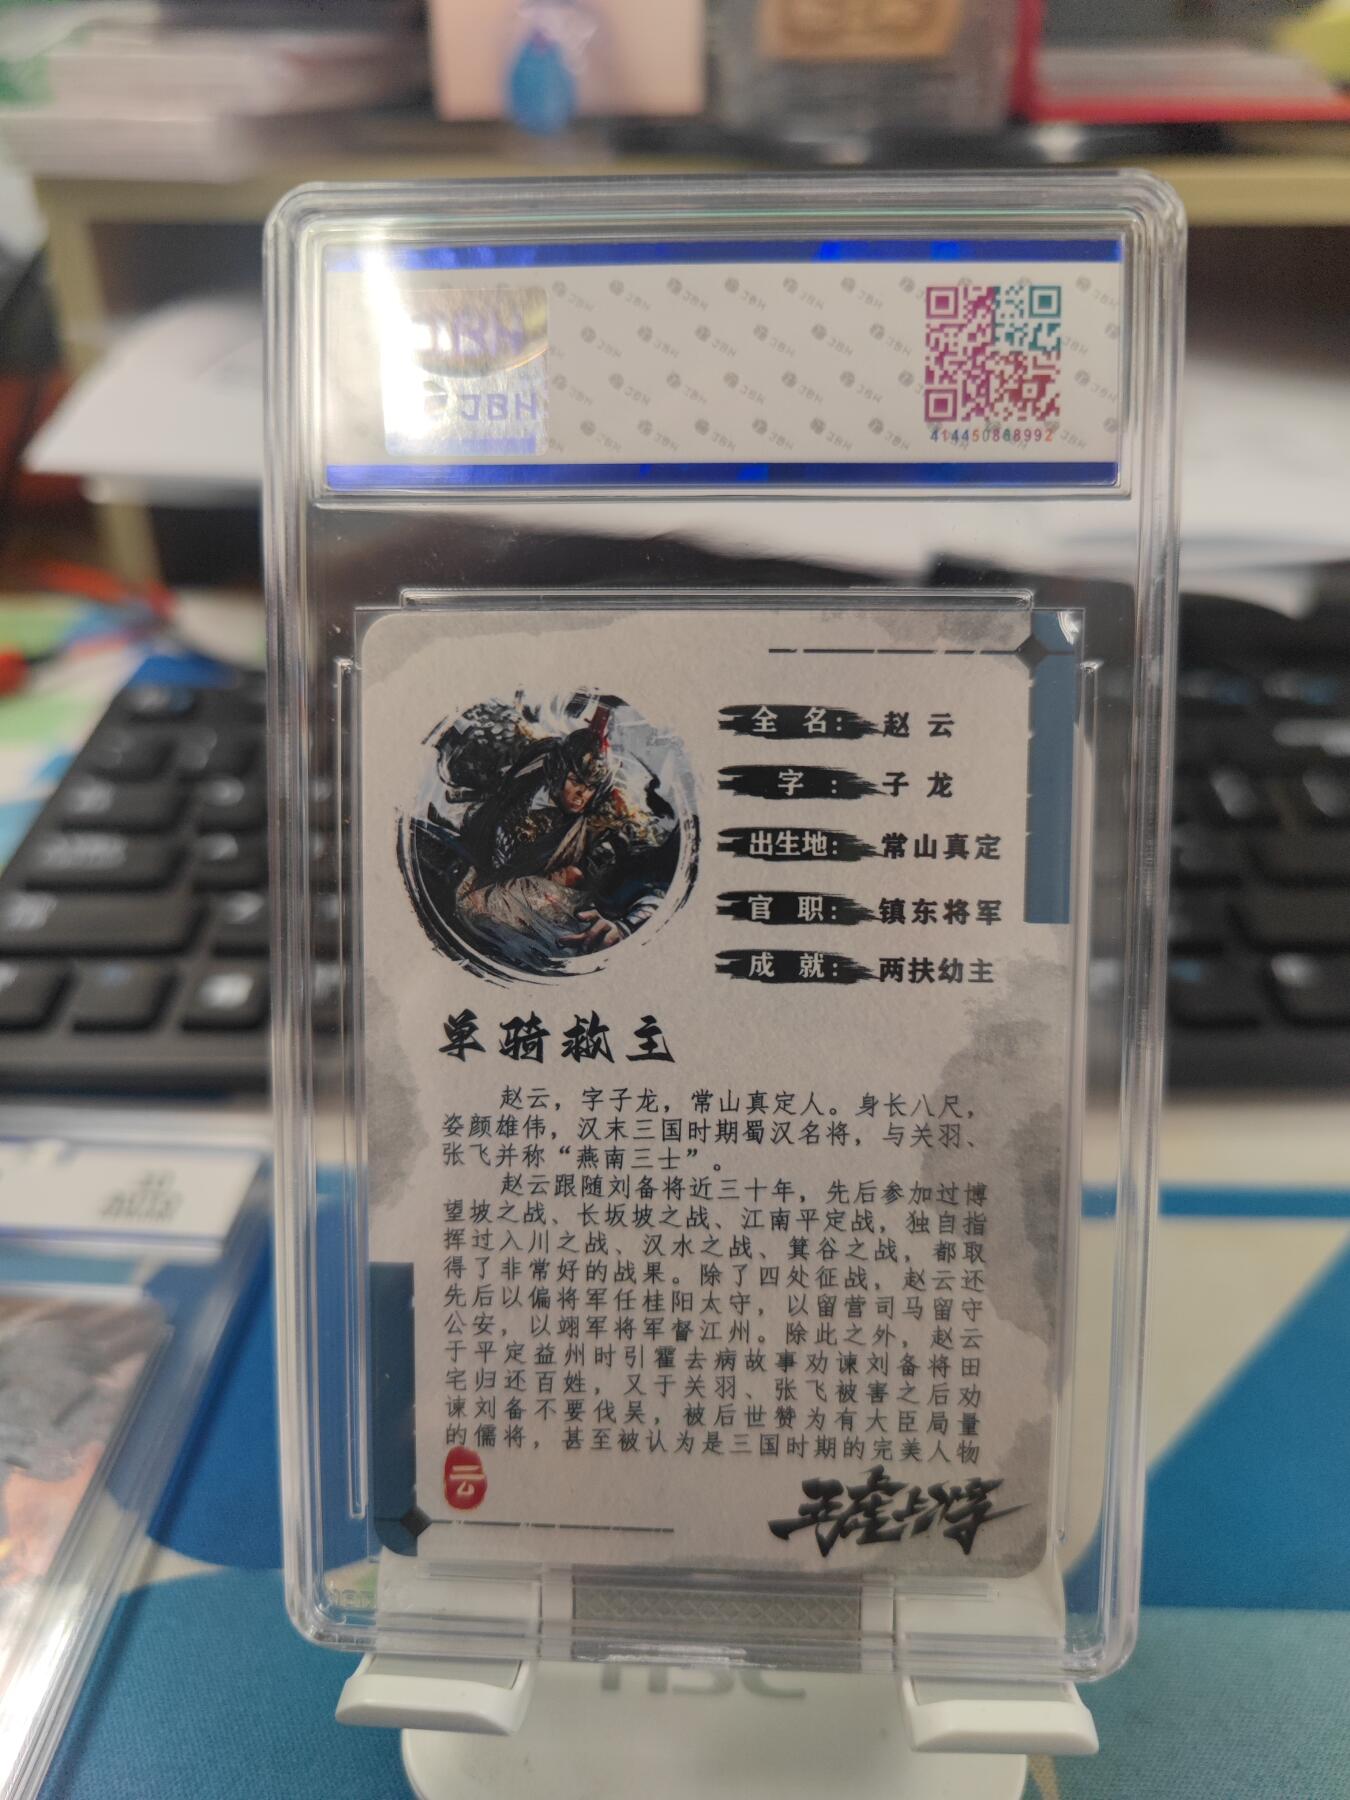 JBH
JBH
414450868992
全名：赵云
字：子龙
出生地：常山真定
官职：镇东将军
成就：两扶幼主
单骑救主
赵云，字子龙，常山真定人。身长八尺，
姿颜雄伟，汉末三国时期蜀汉名将，与关羽、
张飞并称“燕南三士”。
赵云跟随刘备将近三十年，先后参加过博
望坡之战、长坂坡之战、江南平定战，独自指
挥过入川之战、汉水之战、箕谷之战，都取
得了非常好的战果。除了四处征战，赵云还
先后以偏将军任桂阳太守，以留营司马留守
公安，以翊军将军督江州。除此之外，赵云
于平定益州时引霍去病故事劝谏刘备将田
宅归还百姓，又于关羽、张飞被害之后劝
谏刘备不要伐吴，被后世赞为有大臣局量
的儒将，甚至被认为是三国时期的完美人物
云